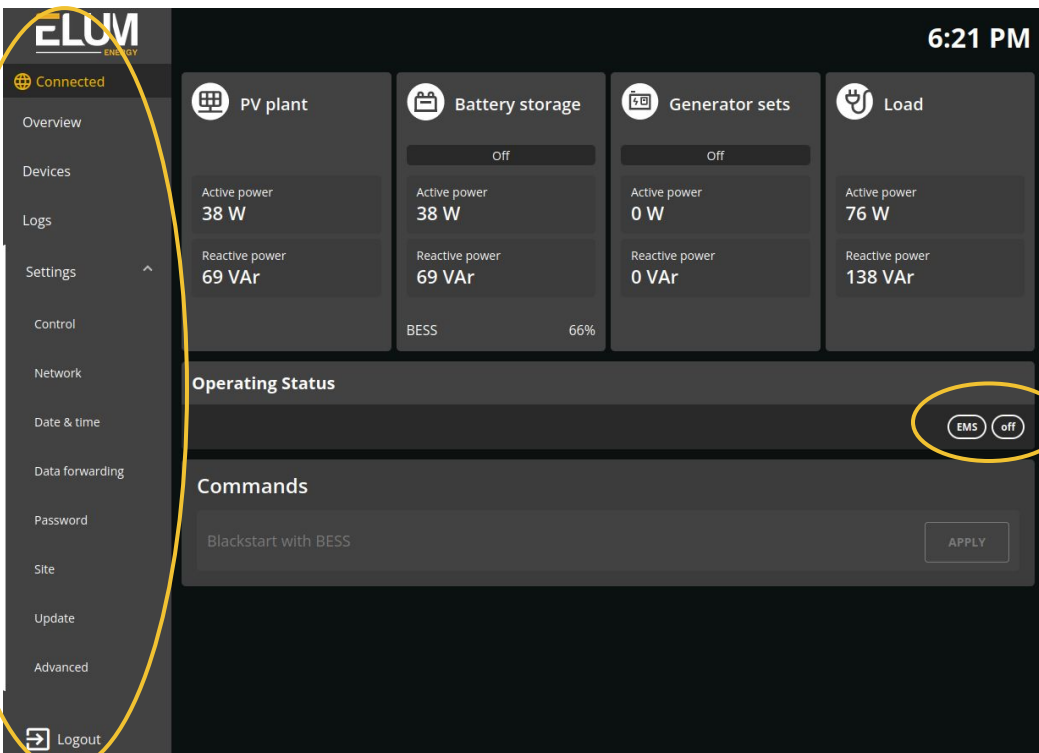 ELUM
ENERGY
6:21 PM
Connected
Overview
Devices
Logs
Settings
Control
Network
Date & time
Data forwarding
Password
Site
Update
Advanced
Logout
PV plant
Active power
38 W
Reactive power
69 VAr
Battery storage
Off
Active power
38 W
Reactive power
69 VAr
BESS 66%
Generator sets
Off
Active power
0 W
Reactive power
0 VAr
Load
Active power
76 W
Reactive power
138 VAr
Operating Status
EMS off
Commands
Blackstart with BESS APPLY